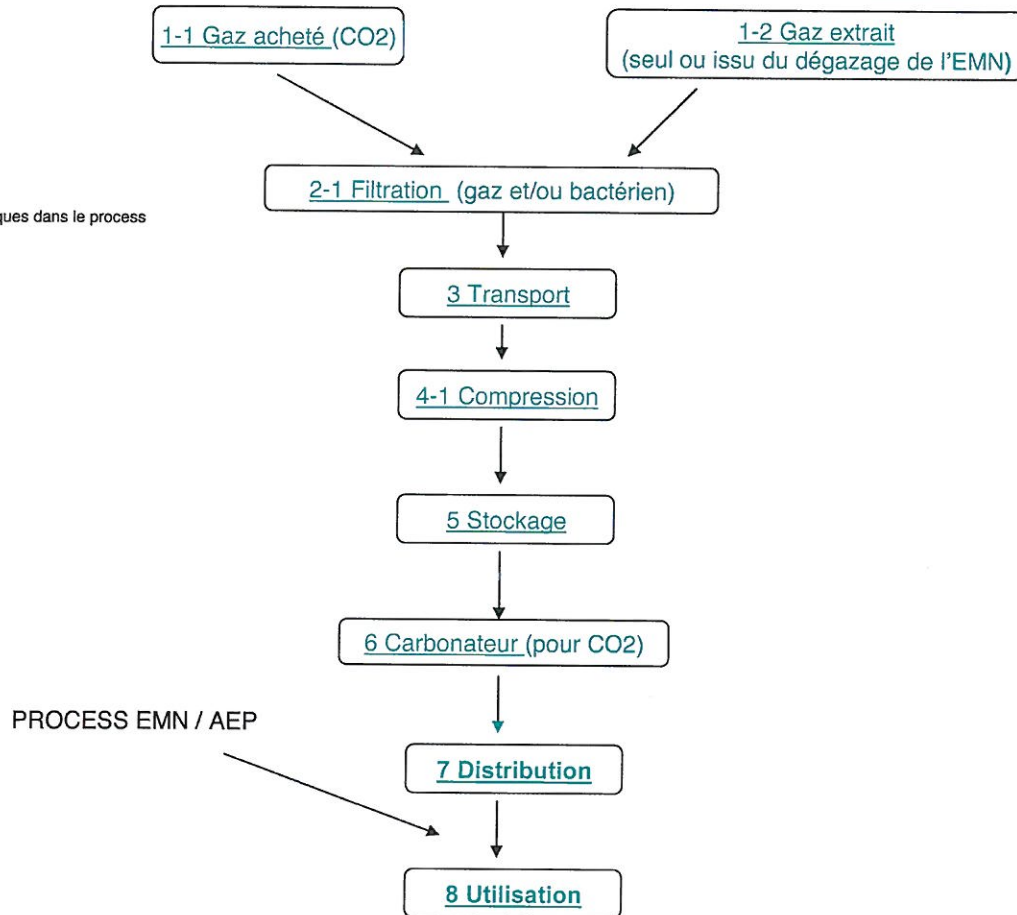 1-1 Gaz acheté (CO2)
1-2 Gaz extrait
(seul ou issu du dégazage de l'EMN)
2-1 Filtration (gaz et/ou bactérien)
ques dans le process
3 Transport
4-1 Compression
5 Stockage
6 Carbonateur (pour CO2)
PROCESS EMN / AEP
7 Distribution
8 Utilisation